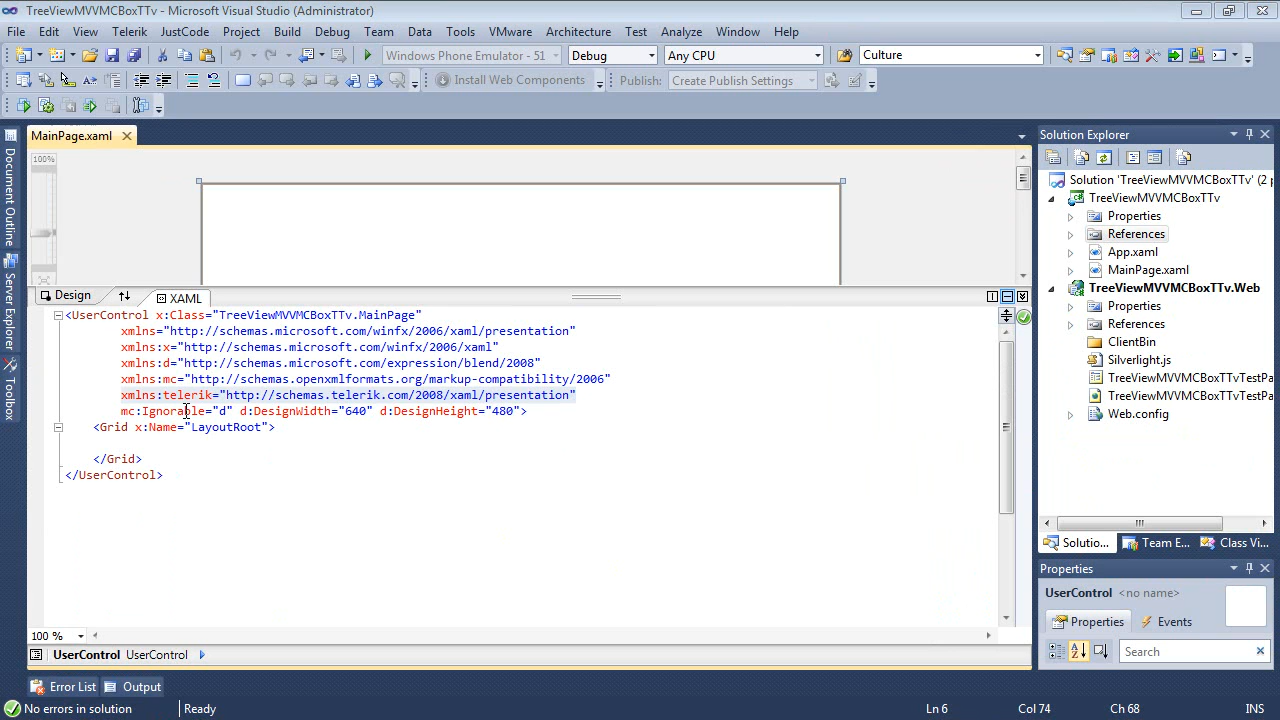 TreeViewMVVMCBoxTTv - Microsoft Visual Studio (Administrator)
File Edit View Telerik JustCode Project Build Debug Team Data Tools VMware Architecture Test Analyze Window Help
Windows Phone Emulator - 51 Debug Any CPU Culture
Install Web Components Publish: Create Publish Settings
MainPage.xaml
Solution Explorer
100%
Solution 'TreeViewMVVMCBoxTTv' (2 p
TreeViewMVVMCBoxTTv
Properties
References
App.xaml
MainPage.xaml
TreeViewMVVMCBoxTTv.Web
Properties
References
ClientBin
Silverlight.js
TreeViewMVVMCBoxTTvTestPa
TreeViewMVVMCBoxTTvTestPa
Web.config
Document Outline
Server Explorer
Toolbox
Design XAML
<UserControl x:Class="TreeViewMVVMCBoxTTv.MainPage"
xmlns="http://schemas.microsoft.com/winfx/2006/xaml/presentation"
xmlns:x="http://schemas.microsoft.com/winfx/2006/xaml"
xmlns:d="http://schemas.microsoft.com/expression/blend/2008"
xmlns:mc="http://schemas.openxmlformats.org/markup-compatibility/2006"
xmlns:telerik="http://schemas.telerik.com/2008/xaml/presentation"
mc:Ignorable="d" d:DesignWidth="640" d:DesignHeight="480">
<Grid x:Name="LayoutRoot">
</Grid>
</UserControl>
100 %
UserControl UserControl
Solutio... Team E... Class Vi...
Properties
UserControl <no name>
Properties Events
Search
Error List Output
No errors in solution Ready Ln 6 Col 74 Ch 68 INS